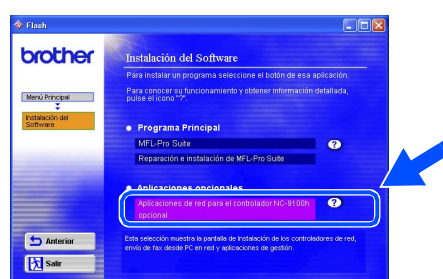 Flash
brother
Instalación del Software
Para instalar un programa seleccione el botón de esa aplicación.
Para conocer su funcionamiento y obtener información detallada,
pulse el icono "?".
Menú Principal
Instalación del
Software
Programa Principal
MFL-Pro Suite
?
Reparación e instalación de MFL-Pro Suite
Aplicaciones opcionales
Aplicaciones de red para el controlador NC-9100h
opcional
?
Esta selección muestra la pantalla de instalación de los controladores de red,
envío de fax desde PC en red y aplicaciones de gestión.
Anterior
Salir